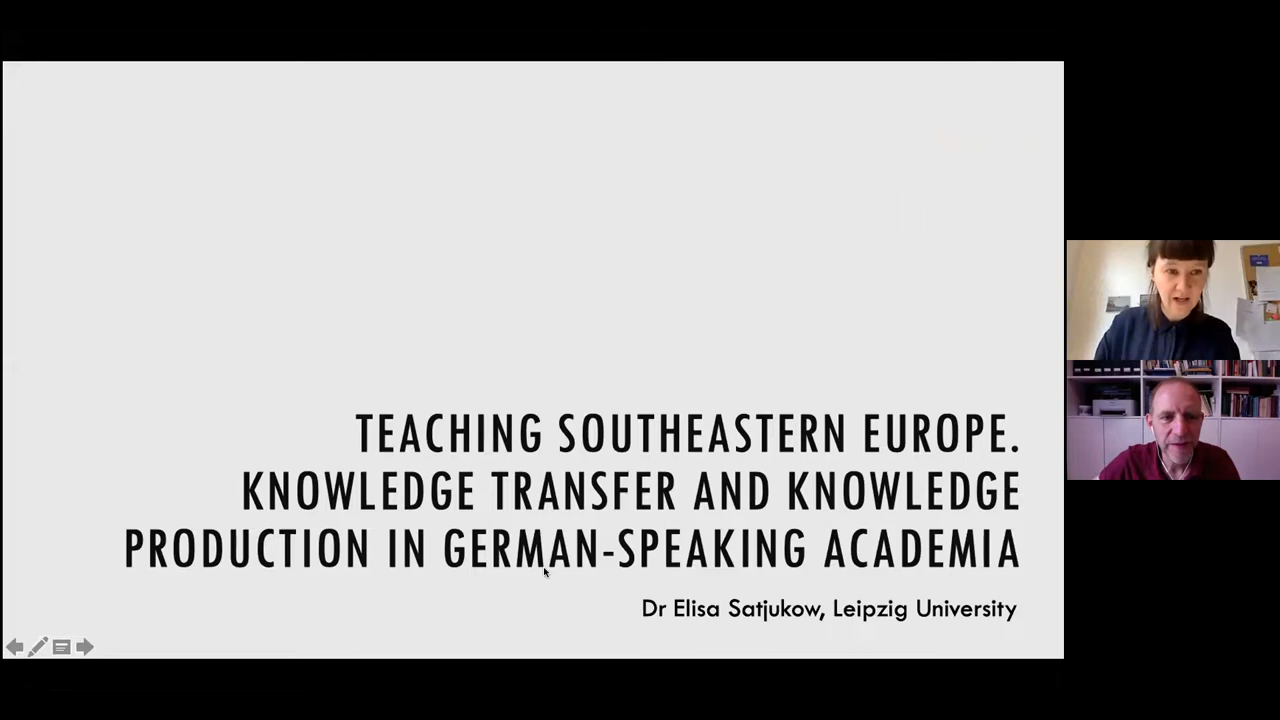 TEACHING SOUTHEASTERN EUROPE.
KNOWLEDGE TRANSFER AND KNOWLEDGE
PRODUCTION IN GERMAN-SPEAKING ACADEMIA
Dr Elisa Satjukow, Leipzig University